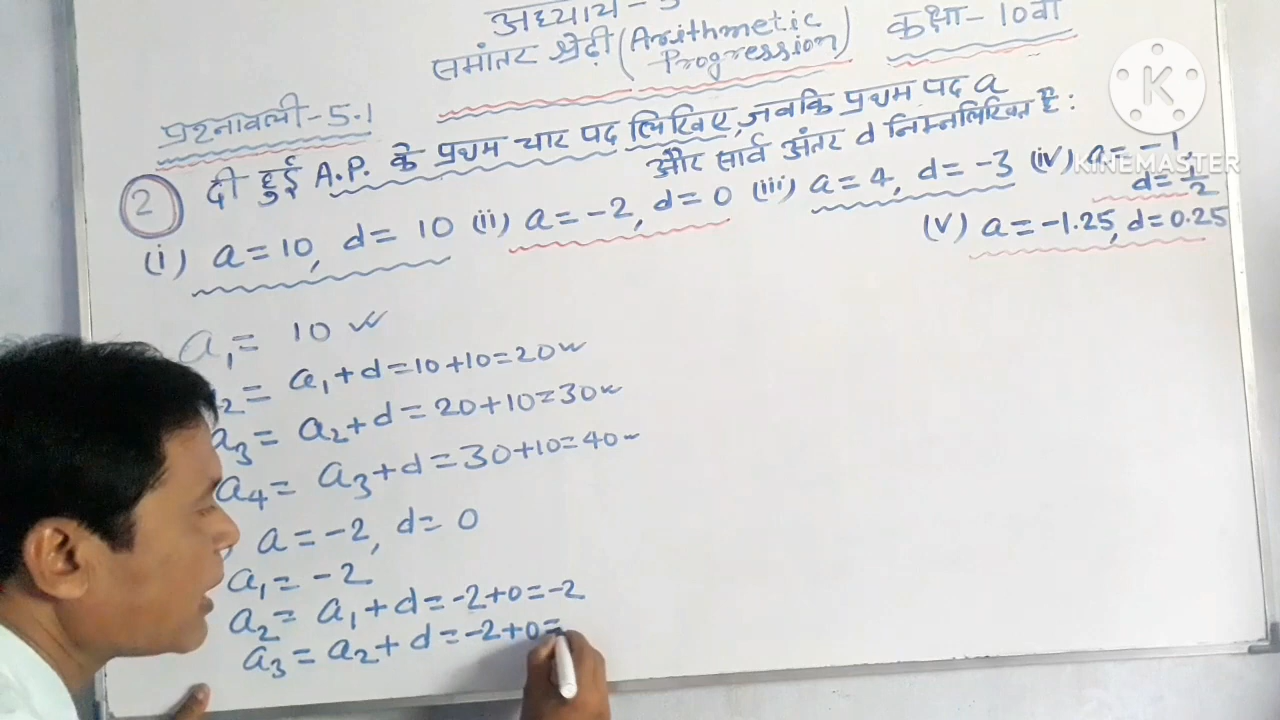 अध्याय-
समांतर श्रेढ़ी (Arithmetic Progression) कक्षा-10वीं
प्रश्नावली-5.1
2 दी हुई A.P. के प्रथम चार पद लिखिए, जबकि प्रथम पद a
और सार्व अंतर d निम्नलिखित है:
(i) a=10, d=10 (ii) a=-2, d=0 (iii) a=4, d=-3 (iv) a=-1,
d=1/2
(V) a=-1.25, d=0.25
a₁= 10
₂= a₁+d=10+10=20
a₃= a₂+d=20+10=30
a₄= a₃+d=30+10=40
) a=-2, d=0
a₁=-2
a₂= a₁+d=-2+0=-2
a₃= a₂+d=-2+0=
K
KINEMASTER